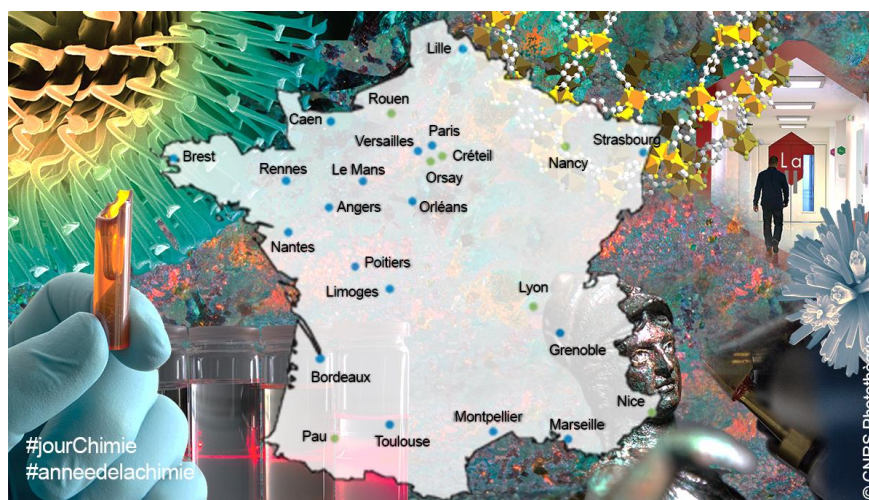 Lille
Rouen
Caen
Paris
Versailles
Créteil
Orsay
Strasbourg
Nancy
Brest
Rennes
Le Mans
Angers
Orléans
Nantes
Poitiers
Limoges
Lyon
Grenoble
Bordeaux
Nice
Montpellier
Marseille
Pau
Toulouse
La
#jourChimie
#anneedelachimie
© CNRS Photothèque